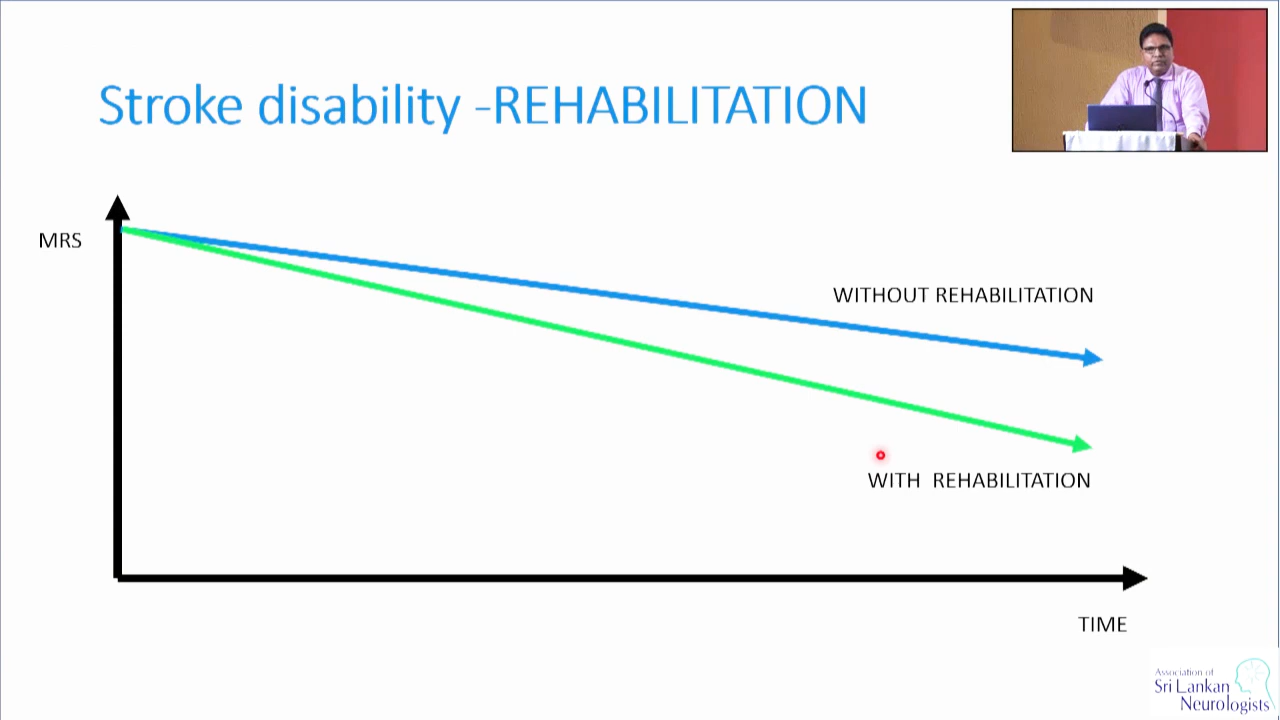 Stroke disability -REHABILITATION
MRS
WITHOUT REHABILITATION
WITH REHABILITATION
TIME
Association of
Sri Lankan
Neurologists